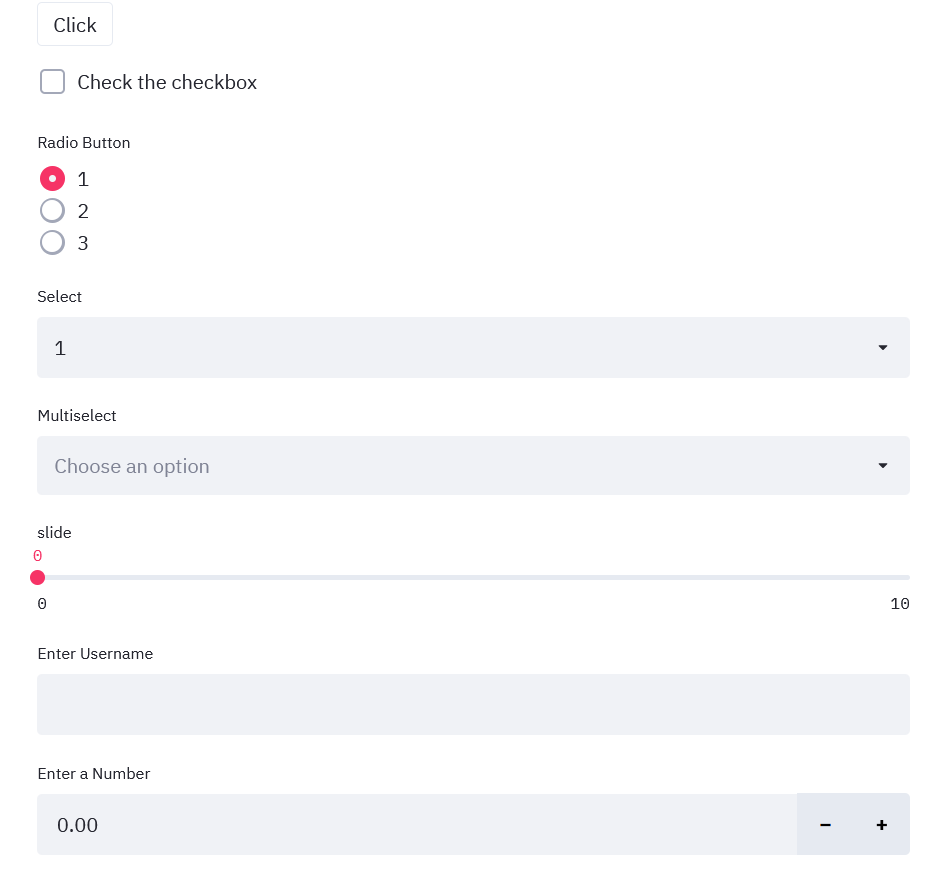 Click
Check the checkbox
Radio Button
1
2
3
Select
1
Multiselect
Choose an option
slide
0
0 10
Enter Username
Enter a Number
0.00 − +